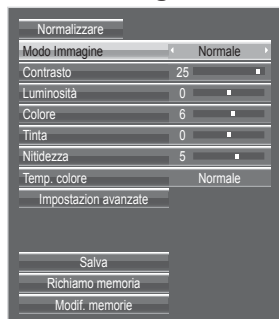 Normalizzare
Modo Immagine Normale
Contrasto 25
Luminosità 0
Colore 6
Tinta 0
Nitidezza 5
Temp. colore Normale
Impostazion avanzate
Salva
Richiamo memoria
Modif. memorie